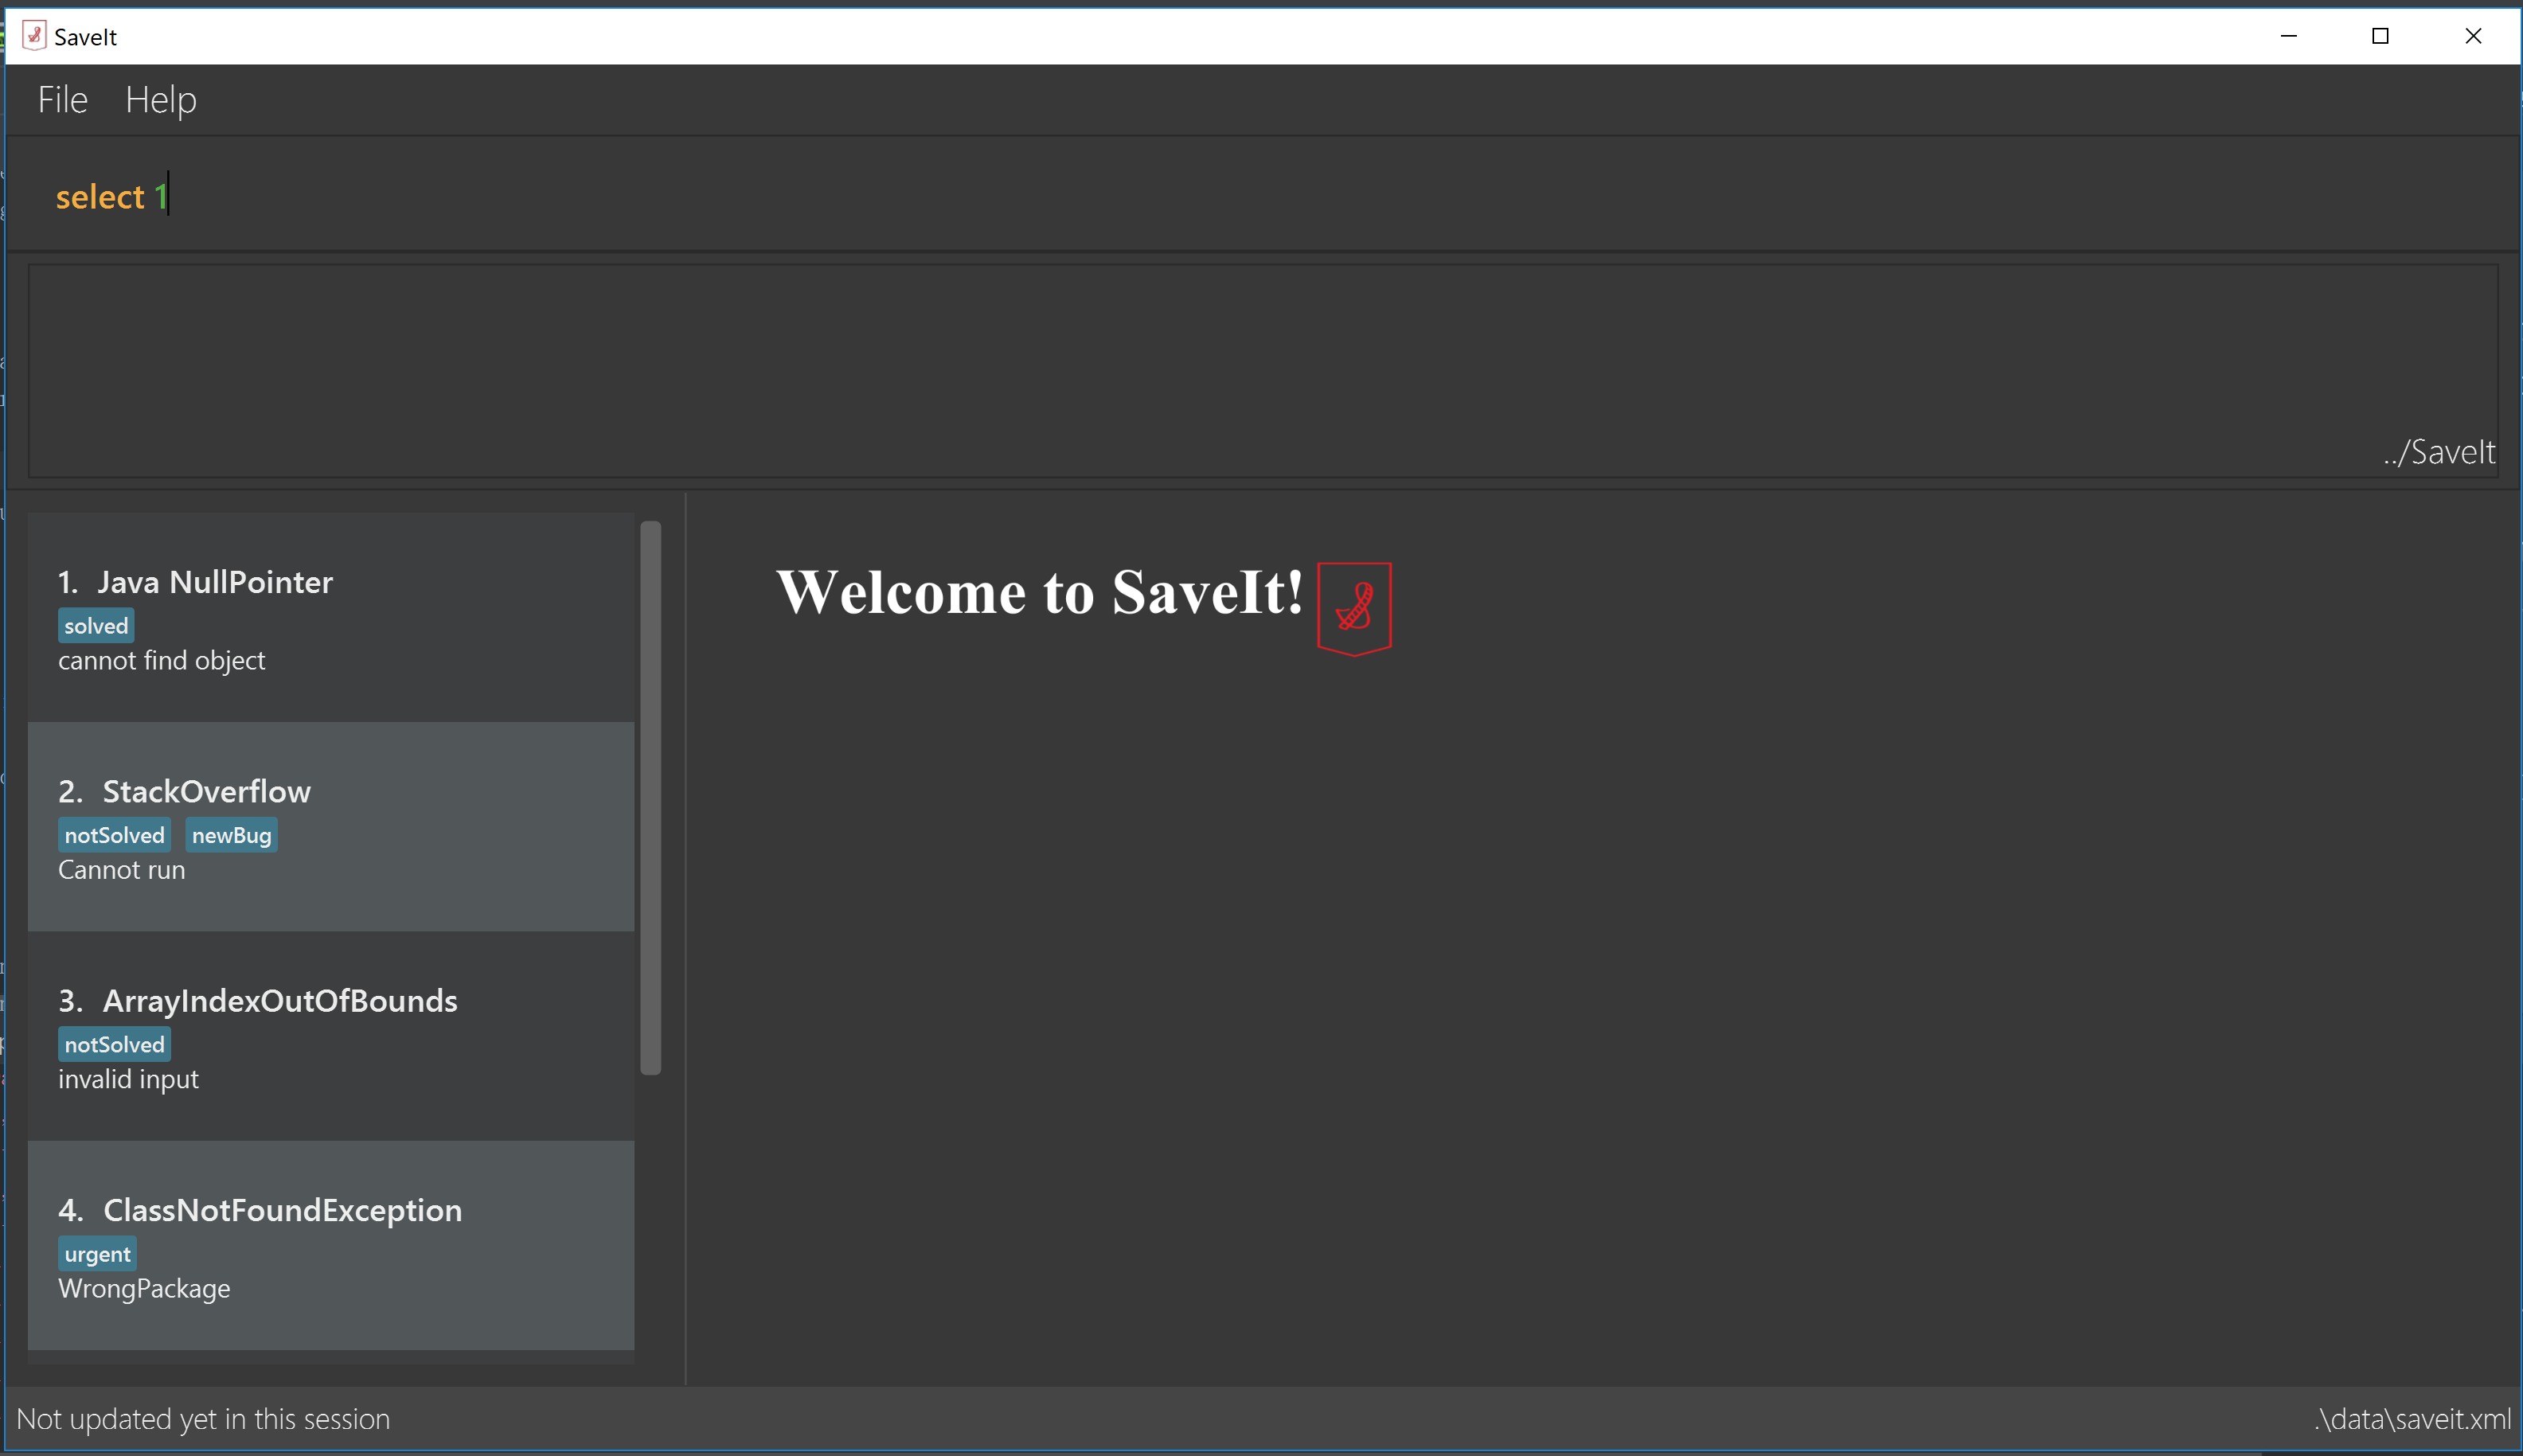 SaveIt
File Help
select 1
../SaveIt
1. Java NullPointer
solved
cannot find object
2. StackOverflow
notSolved newBug
Cannot run
3. ArrayIndexOutOfBounds
notSolved
invalid input
4. ClassNotFoundException
urgent
WrongPackage
Welcome to SaveIt!
Not updated yet in this session
.\data\saveit.xml